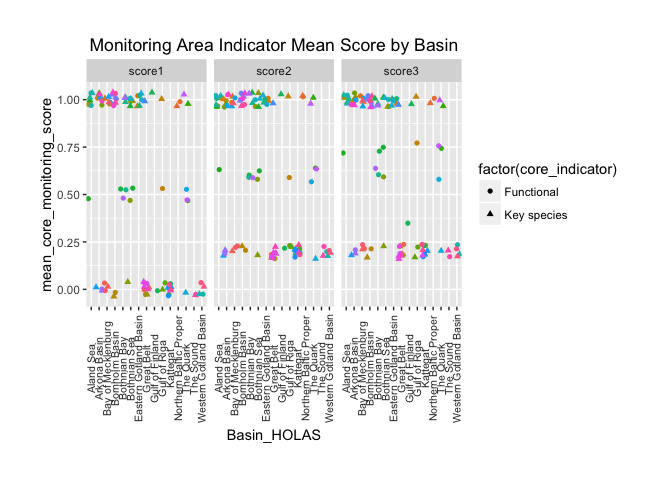 Monitoring Area Indicator Mean Score by Basin
score1 score2 score3
mean_core_monitoring_score
1.00
0.75
0.50
0.25
0.00
Aland Sea
Arkona Basin
Bay of Mecklenburg
Bornholm Basin
Bothnian Bay
Bothnian Sea
Eastern Gotland Basin
Great Belt
Gulf of Finland
Gulf of Riga
Kattegat
Northern Baltic Proper
The Quark
The Sound
Western Gotland Basin
Aland Sea
Arkona Basin
Bay of Mecklenburg
Bornholm Basin
Bothnian Bay
Bothnian Sea
Eastern Gotland Basin
Great Belt
Gulf of Finland
Gulf of Riga
Kattegat
Northern Baltic Proper
The Quark
The Sound
Western Gotland Basin
Aland Sea
Arkona Basin
Bay of Mecklenburg
Bornholm Basin
Bothnian Bay
Bothnian Sea
Eastern Gotland Basin
Great Belt
Gulf of Finland
Gulf of Riga
Kattegat
Northern Baltic Proper
The Quark
The Sound
Western Gotland Basin
Basin_HOLAS
factor(core_indicator)
Functional
Key species